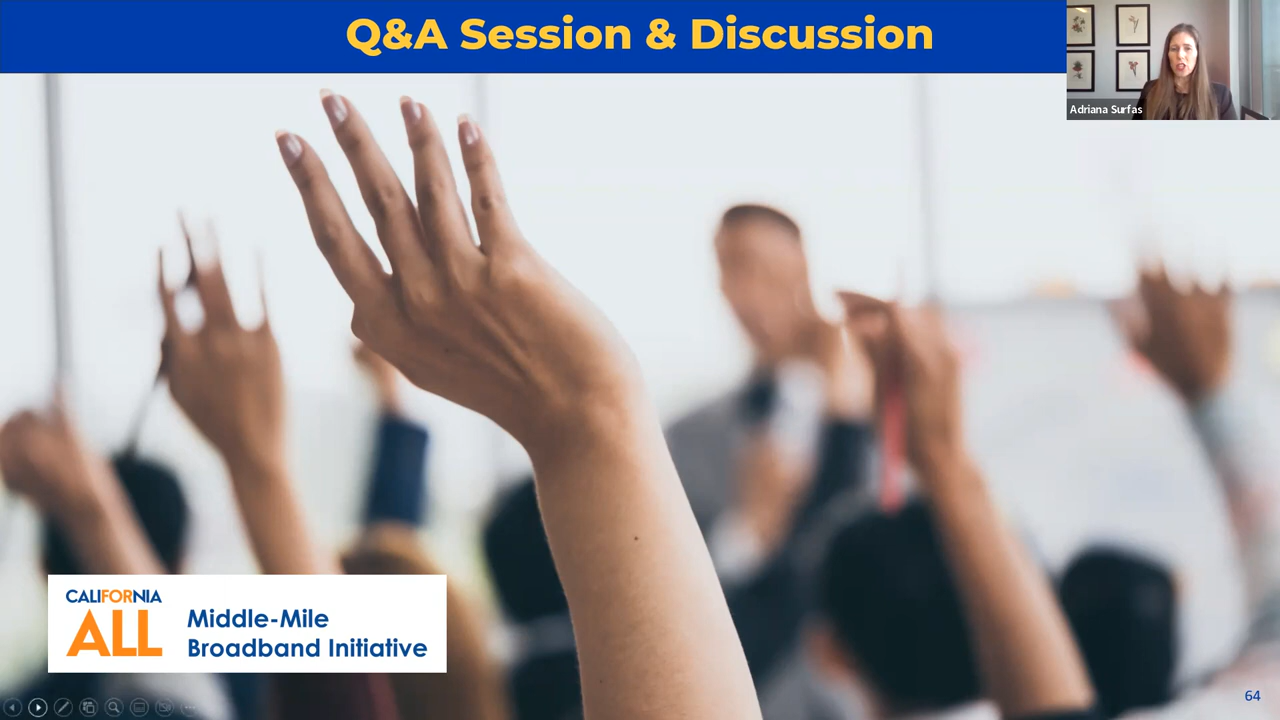 Q&A Session & Discussion
Adriana Surfas
CALIFORNIA
ALL
Middle-Mile
Broadband Initiative
64